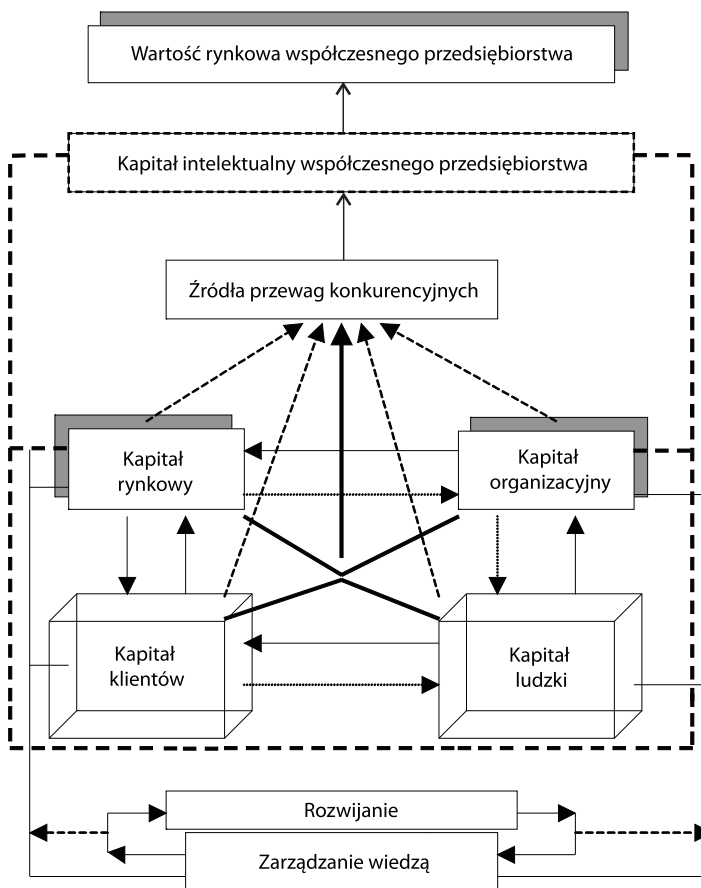 Wartość rynkowa współczesnego przedsiębiorstwa
Kapitał intelektualny współczesnego przedsiębiorstwa
Źródła przewag konkurencyjnych
Kapitał
rynkowy
Kapitał
organizacyjny
Kapitał
klientów
Kapitał
ludzki
Rozwijanie
Zarządzanie wiedzą